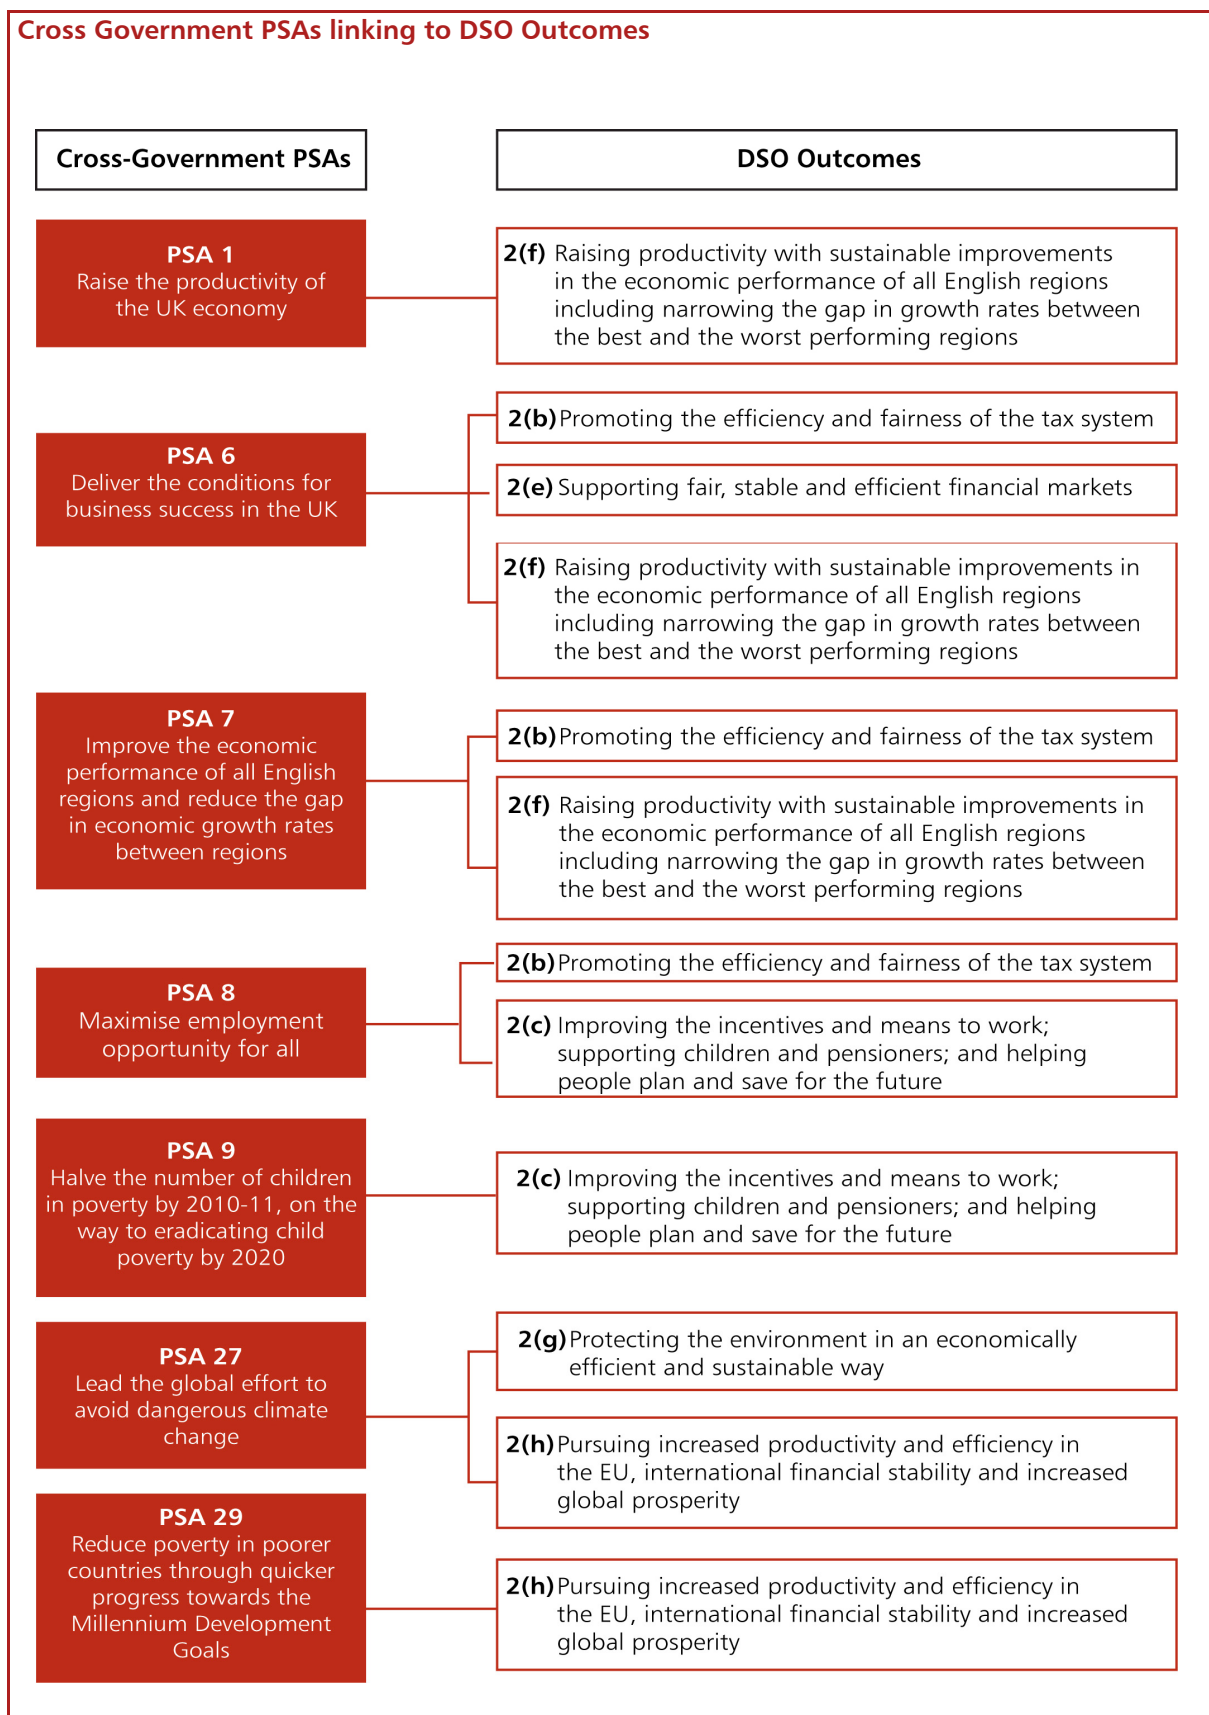 Cross Government PSAs linking to DSO Outcomes
Cross-Government PSAs
DSO Outcomes
PSA 1
Raise the productivity of
the UK economy
2(f) Raising productivity with sustainable improvements
in the economic performance of all English regions
including narrowing the gap in growth rates between
the best and the worst performing regions
PSA 6
Deliver the conditions for
business success in the UK
2(b) Promoting the efficiency and fairness of the tax system
2(e) Supporting fair, stable and efficient financial markets
2(f) Raising productivity with sustainable improvements in
the economic performance of all English regions
including narrowing the gap in growth rates between
the best and the worst performing regions
PSA 7
Improve the economic
performance of all English
regions and reduce the gap
in economic growth rates
between regions
2(b) Promoting the efficiency and fairness of the tax system
2(f) Raising productivity with sustainable improvements in
the economic performance of all English regions
including narrowing the gap in growth rates between
the best and the worst performing regions
PSA 8
Maximise employment
opportunity for all
2(b) Promoting the efficiency and fairness of the tax system
2(c) Improving the incentives and means to work;
supporting children and pensioners; and helping
people plan and save for the future
PSA 9
Halve the number of children
in poverty by 2010-11, on the
way to eradicating child
poverty by 2020
2(c) Improving the incentives and means to work;
supporting children and pensioners; and helping
people plan and save for the future
PSA 27
Lead the global effort to
avoid dangerous climate
change
2(g) Protecting the environment in an economically
efficient and sustainable way
2(h) Pursuing increased productivity and efficiency in
the EU, international financial stability and increased
global prosperity
PSA 29
Reduce poverty in poorer
countries through quicker
progress towards the
Millennium Development
Goals
2(h) Pursuing increased productivity and efficiency in
the EU, international financial stability and increased
global prosperity